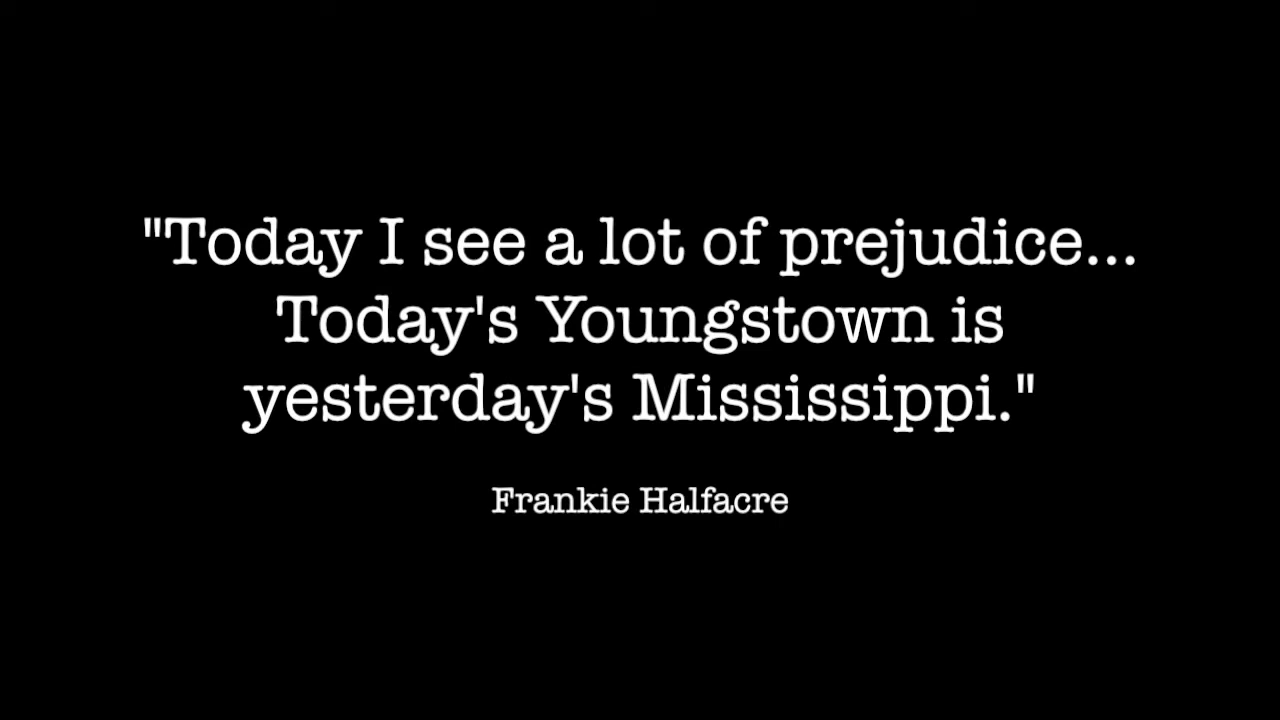 "Today I see a lot of prejudice...
Today's Youngstown is
yesterday's Mississippi."
Frankie Halfacre